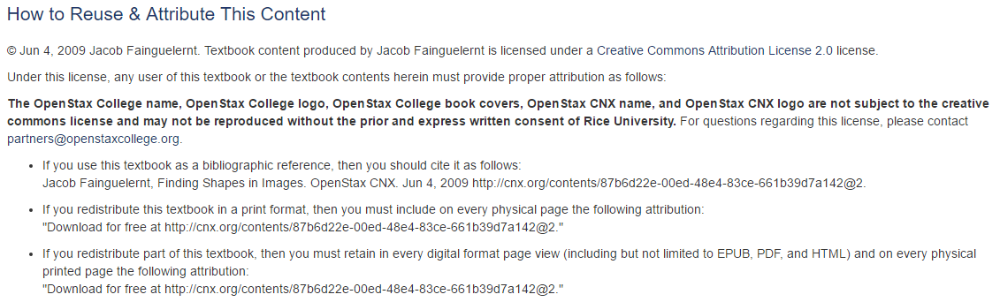 How to Reuse & Attribute This Content
© Jun 4, 2009 Jacob Fainguelernt. Textbook content produced by Jacob Fainguelernt is licensed under a Creative Commons Attribution License 2.0 license.
Under this license, any user of this textbook or the textbook contents herein must provide proper attribution as follows:
The OpenStax College name, OpenStax College logo, OpenStax College book covers, OpenStax CNX name, and OpenStax CNX logo are not subject to the creative
commons license and may not be reproduced without the prior and express written consent of Rice University. For questions regarding this license, please contact
partners@openstaxcollege.org.
• If you use this textbook as a bibliographic reference, then you should cite it as follows:
Jacob Fainguelernt, Finding Shapes in Images. OpenStax CNX. Jun 4, 2009 http://cnx.org/contents/87b6d22e-00ed-48e4-83ce-661b39d7a142@2.
• If you redistribute this textbook in a print format, then you must include on every physical page the following attribution:
"Download for free at http://cnx.org/contents/87b6d22e-00ed-48e4-83ce-661b39d7a142@2."
• If you redistribute part of this textbook, then you must retain in every digital format page view (including but not limited to EPUB, PDF, and HTML) and on every physical
printed page the following attribution:
"Download for free at http://cnx.org/contents/87b6d22e-00ed-48e4-83ce-661b39d7a142@2."